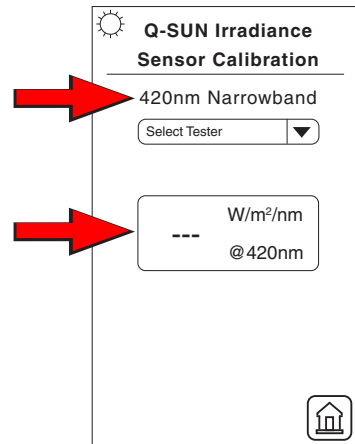 Q-SUN Irradiance
Sensor Calibration
420nm Narrowband
Select Tester
W/m²/nm
---
@420nm